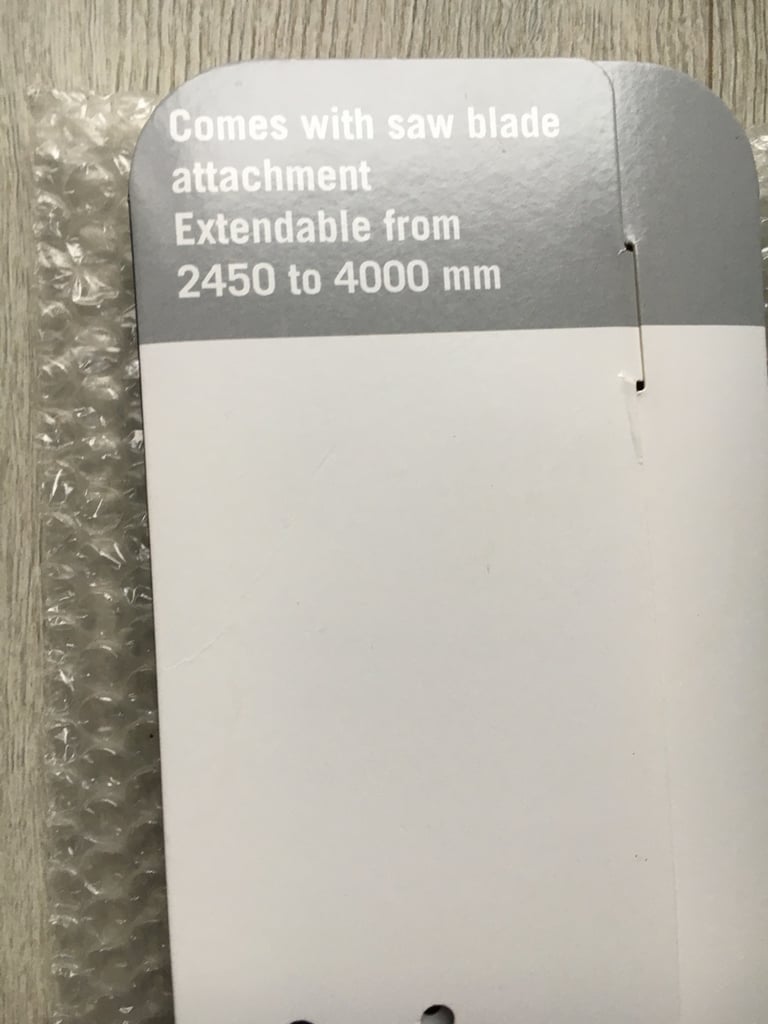 Comes with saw blade
attachment
Extendable from
2450 to 4000 mm